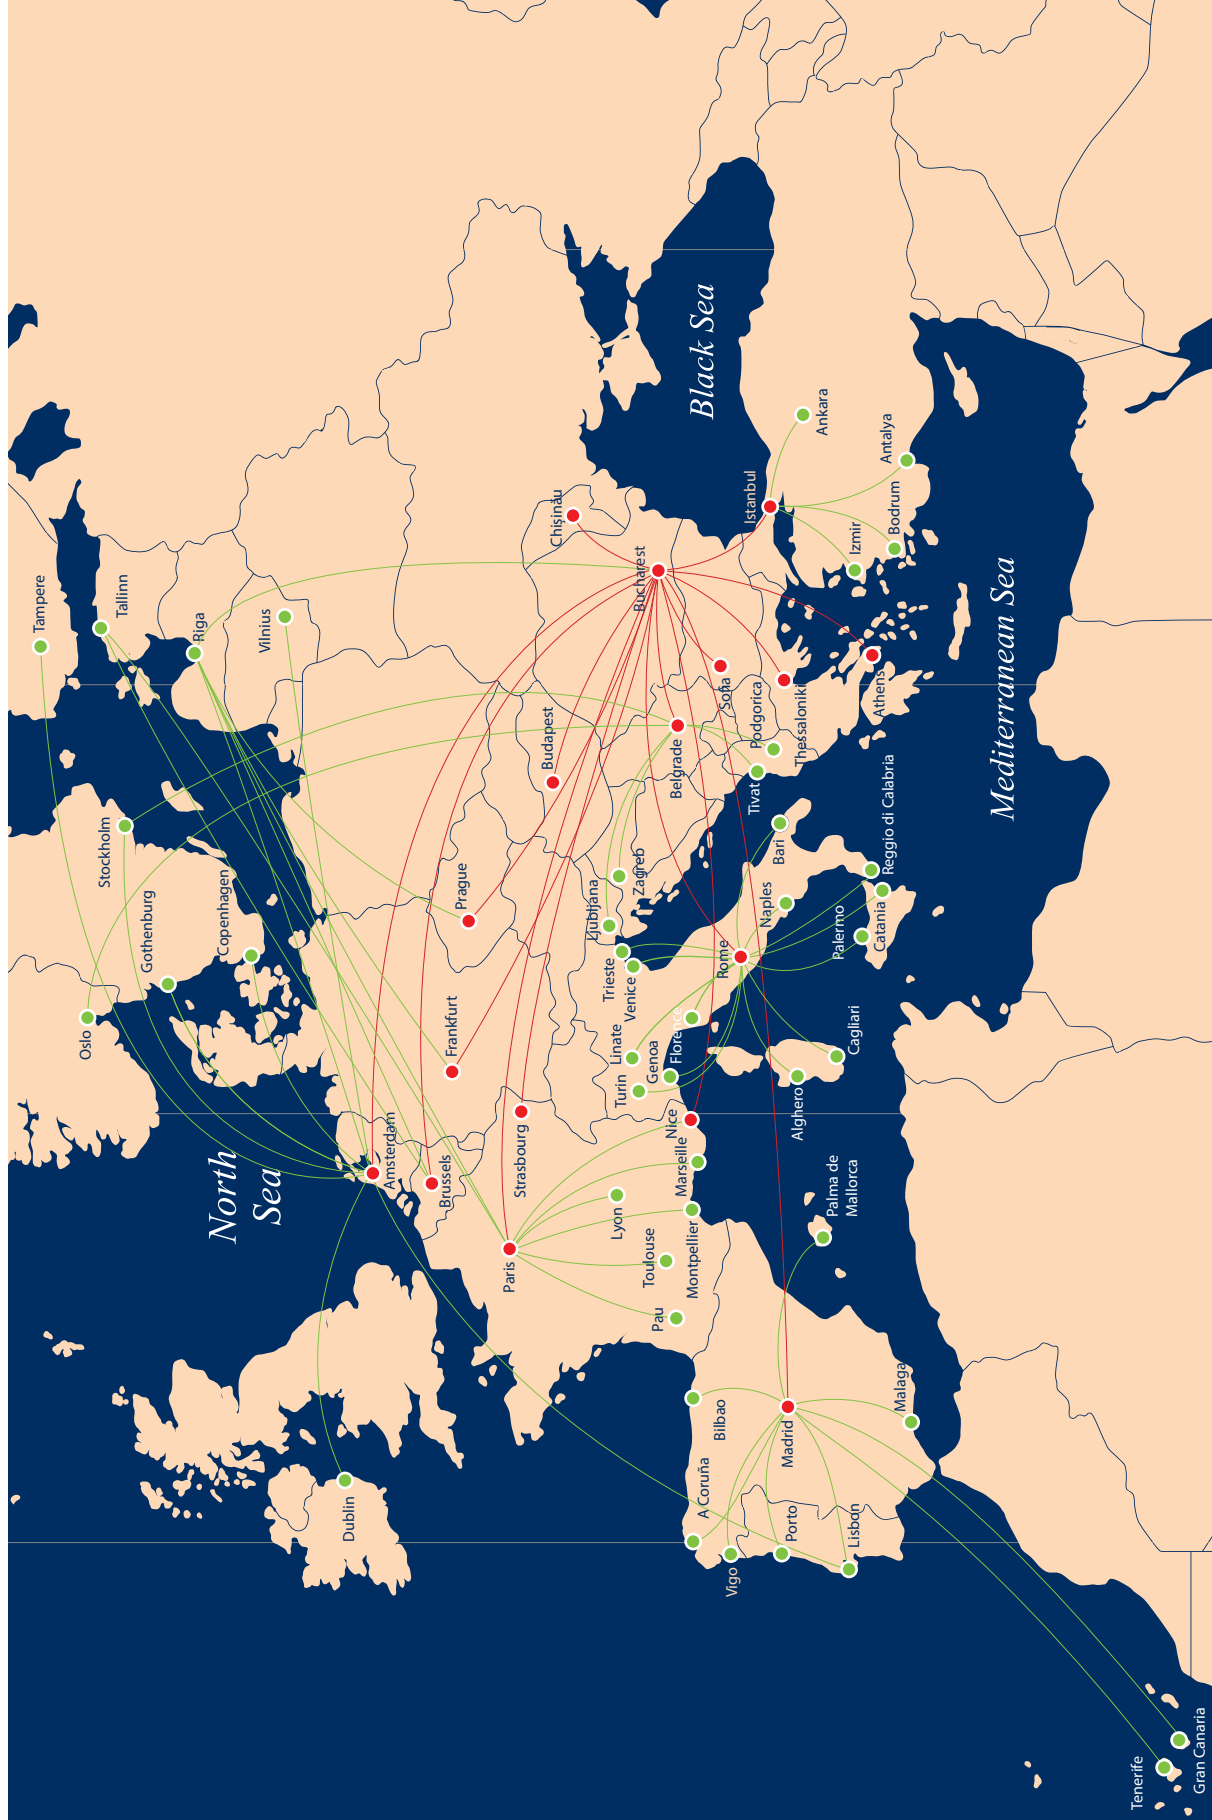 Tampere
Tallinn
Riga
Vilnius
Stockholm
Oslo
Gothenburg
Copenhagen
North
Sea
Dublin
Amsterdam
Brussels
Paris
Strasbourg
Frankfurt
Prague
Budapest
Chișinău
Bucharest
Black Sea
Istanbul
Ankara
Antalya
Bodrum
Izmir
Athens
Thessaloniki
Sofia
Podgorica
Tivat
Belgrade
Zagreb
Ljubljana
Trieste
Venice
Linate
Turin
Genoa
Florence
Rome
Naples
Bari
Reggio di Calabria
Catania
Palermo
Cagliari
Alghero
Nice
Marseille
Lyon
Montpellier
Toulouse
Pau
Palma de
Mallorca
Bilbao
A Coruña
Vigo
Porto
Lisbon
Madrid
Malaga
Mediterranean Sea
Tenerife
Gran Canaria